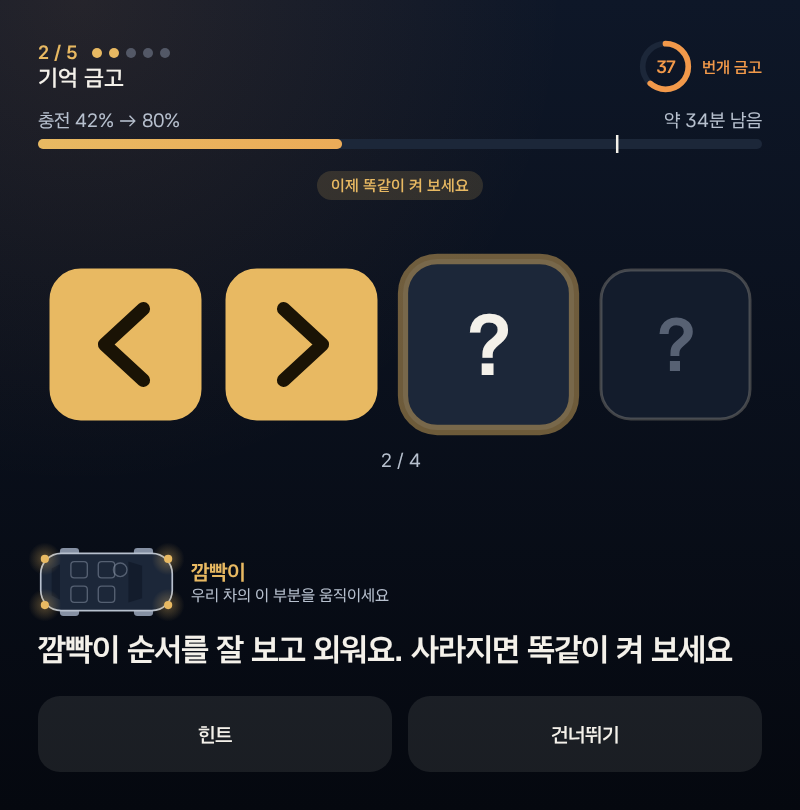 2 / 5
기억 금고
37
번개 금고
충전 42% → 80%
약 34분 남음
이제 똑같이 켜 보세요
?
?
2 / 4
깜빡이
우리 차의 이 부분을 움직이세요
깜빡이 순서를 잘 보고 외워요. 사라지면 똑같이 켜 보세요
힌트
건너뛰기